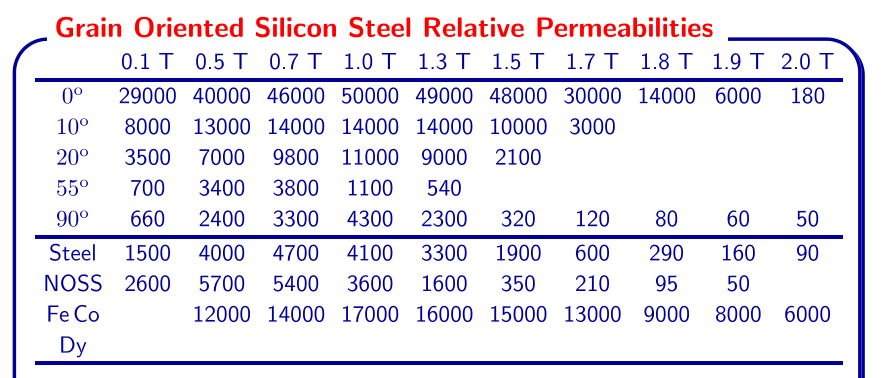 Grain Oriented Silicon Steel Relative Permeabilities
0.1 T 0.5 T 0.7 T 1.0 T 1.3 T 1.5 T 1.7 T 1.8 T 1.9 T 2.0 T
0° 29000 40000 46000 50000 49000 48000 30000 14000 6000 180
10° 8000 13000 14000 14000 14000 10000 3000
20° 3500 7000 9800 11000 9000 2100
55° 700 3400 3800 1100 540
90° 660 2400 3300 4300 2300 320 120 80 60 50
Steel 1500 4000 4700 4100 3300 1900 600 290 160 90
NOSS 2600 5700 5400 3600 1600 350 210 95 50
Fe Co 12000 14000 17000 16000 15000 13000 9000 8000 6000
Dy